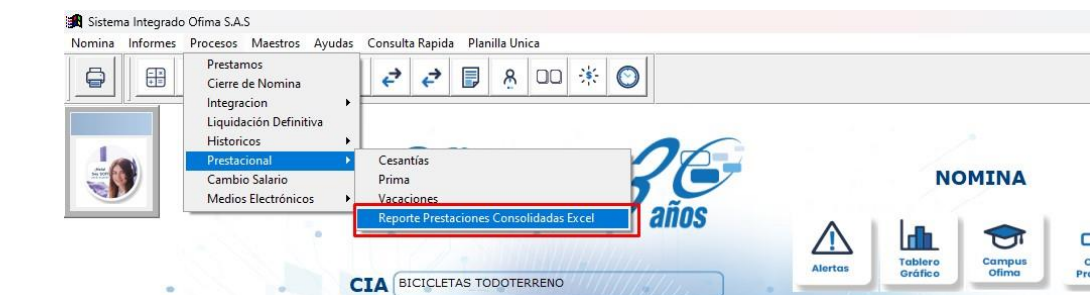 Sistema Integrado Ofima S.A.S
Nomina Informes Procesos Maestros Ayudas Consulta Rapida Planilla Unica
Prestamos
Cierre de Nomina
Integracion
Liquidación Definitiva
Historicos
Prestacional
Cambio Salario
Medios Electrónicos
Cesantías
Prima
Vacaciones
Reporte Prestaciones Consolidadas Excel
años
NOMINA
Alertas
Tablero
Gráfico
Campus
Ofima
CIA BICICLETAS TODOTERRENO